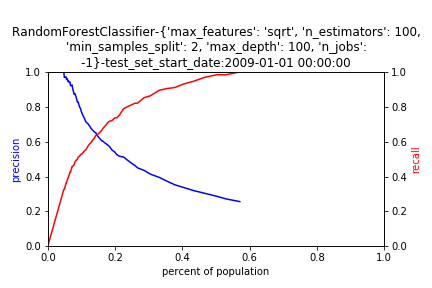 RandomForestClassifier-{'max_features': 'sqrt', 'n_estimators': 100,
'min_samples_split': 2, 'max_depth': 100, 'n_jobs':
-1}-test_set_start_date:2009-01-01 00:00:00
1.0
0.8
0.6
0.4
0.2
0.0
precision
1.0
0.8
0.6
0.4
0.2
0.0
recall
0.0 0.2 0.4 0.6 0.8 1.0
percent of population